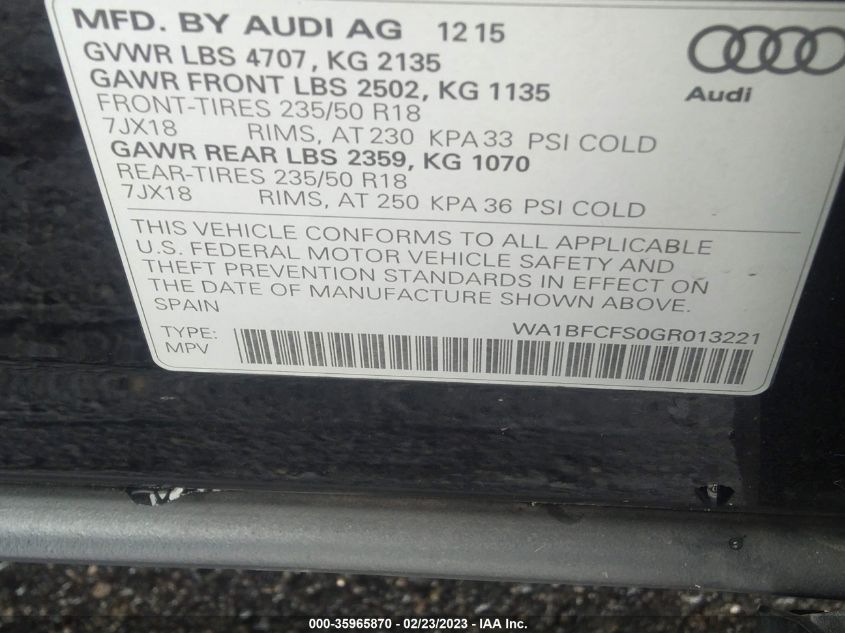 MFD. BY AUDI AG 12 15
GVWR LBS 4707, KG 2135
GAWR FRONT LBS 2502, KG 1135
FRONT-TIRES 235/50 R18
7JX18 RIMS, AT 230 KPA 33 PSI COLD
GAWR REAR LBS 2359, KG 1070
REAR-TIRES 235/50 R18
7JX18 RIMS, AT 250 KPA 36 PSI COLD
Audi
THIS VEHICLE CONFORMS TO ALL APPLICABLE
U.S. FEDERAL MOTOR VEHICLE SAFETY AND
THEFT PREVENTION STANDARDS IN EFFECT ON
THE DATE OF MANUFACTURE SHOWN ABOVE.
SPAIN
WA1BFCFS0GR013221
TYPE:
MPV
000-35965870 - 02/23/2023 - IAA Inc.